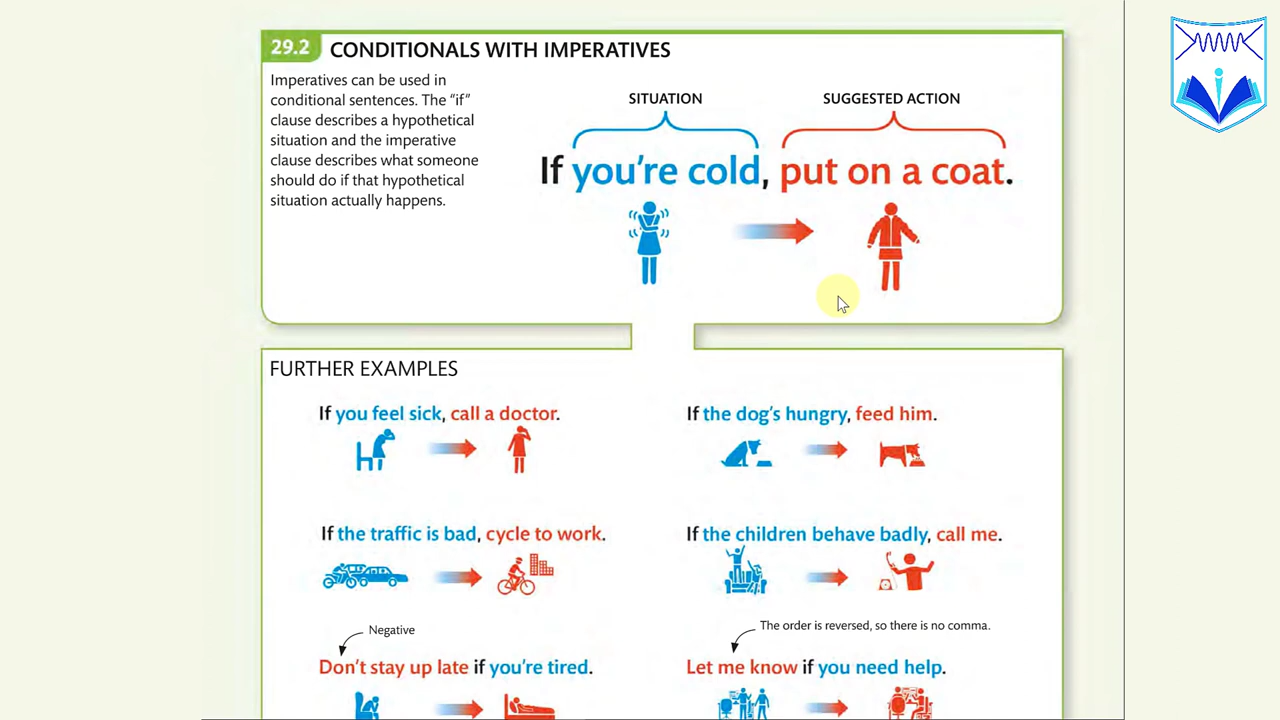 29.2 CONDITIONALS WITH IMPERATIVES
Imperatives can be used in
conditional sentences. The “if”
clause describes a hypothetical
situation and the imperative
clause describes what someone
should do if that hypothetical
situation actually happens.
SITUATION
SUGGESTED ACTION
If you’re cold, put on a coat.
FURTHER EXAMPLES
If you feel sick, call a doctor.
If the dog’s hungry, feed him.
If the traffic is bad, cycle to work.
If the children behave badly, call me.
Negative
Don’t stay up late if you’re tired.
The order is reversed, so there is no comma.
Let me know if you need help.